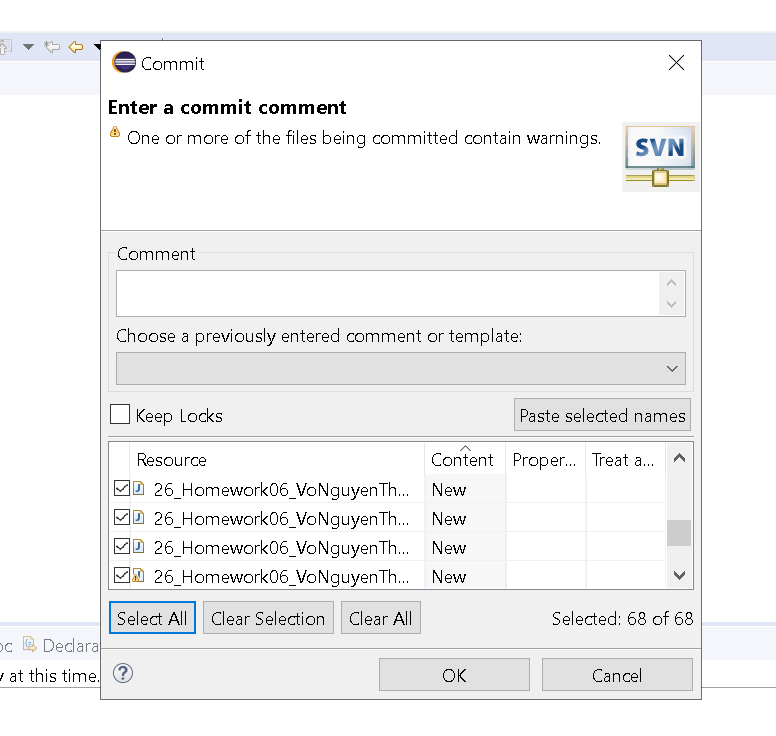 Commit
Enter a commit comment
One or more of the files being committed contain warnings.
SVN
Comment
Choose a previously entered comment or template:
Keep Locks
Paste selected names
Resource Content Proper... Treat a...
26_Homework06_VoNguyenTh... New
26_Homework06_VoNguyenTh... New
26_Homework06_VoNguyenTh... New
26_Homework06_VoNguyenTh... New
Select All Clear Selection Clear All Selected: 68 of 68
oc Declara
at this time.
OK Cancel